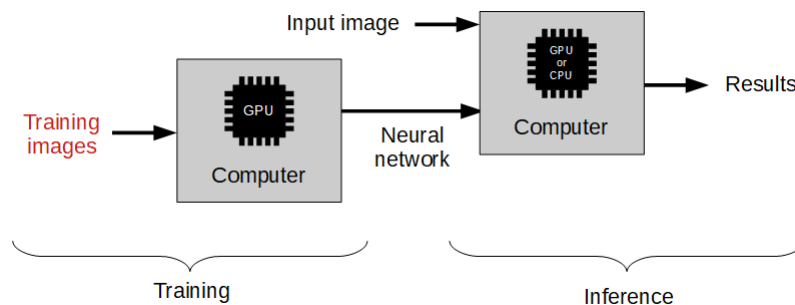 Input image
GPU
or
CPU
Computer
Results
Training
images
GPU
Computer
Neural
network
Training
Inference